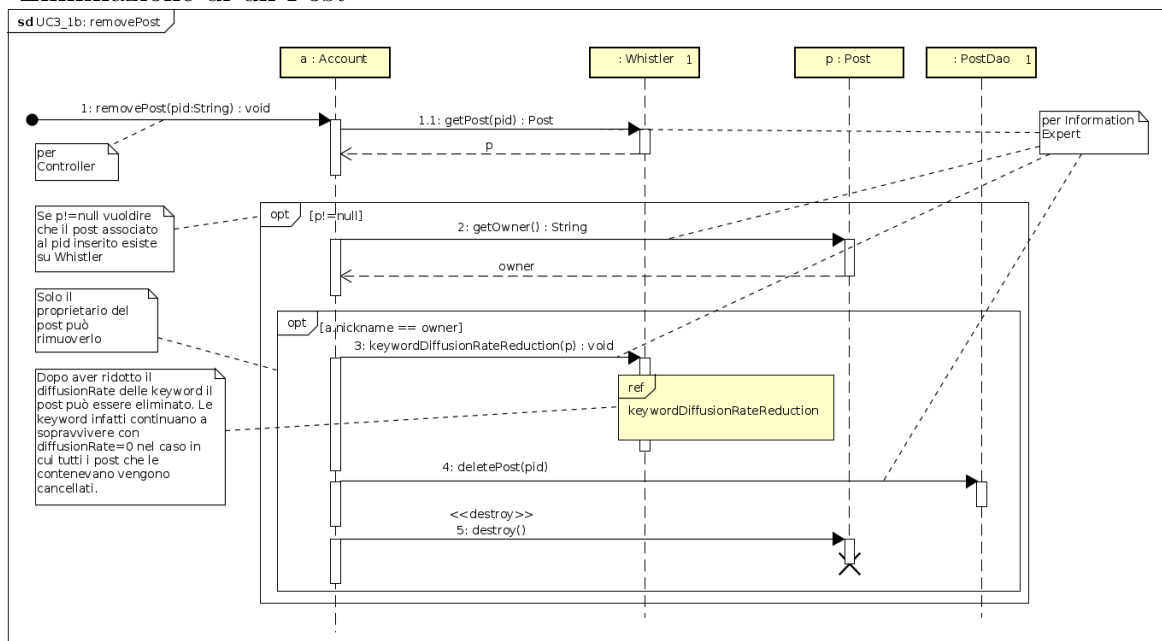 Eliminazione di un Post
sd UC3_1b: removePost
a : Account
: Whistler 1
p : Post
: PostDao 1
1: removePost(pid:String) : void
1.1: getPost(pid) : Post
p
per
Controller
per Information
Expert
Se p!=null vuoldire
che il post associato
al pid inserito esiste
su Whistler
opt [p!=null]
2: getOwner() : String
owner
Solo il
proprietario del
post può
rimuoverlo
opt [a.nickname == owner]
3: keywordDiffusionRateReduction(p) : void
ref
keywordDiffusionRateReduction
Dopo aver ridotto il
diffusionRate delle keyword il
post può essere eliminato. Le
keyword infatti continuano a
sopravvivere con
diffusionRate=0 nel caso in
cui tutti i post che le
contenevano vengono
cancellati.
4: deletePost(pid)
<<destroy>>
5: destroy()